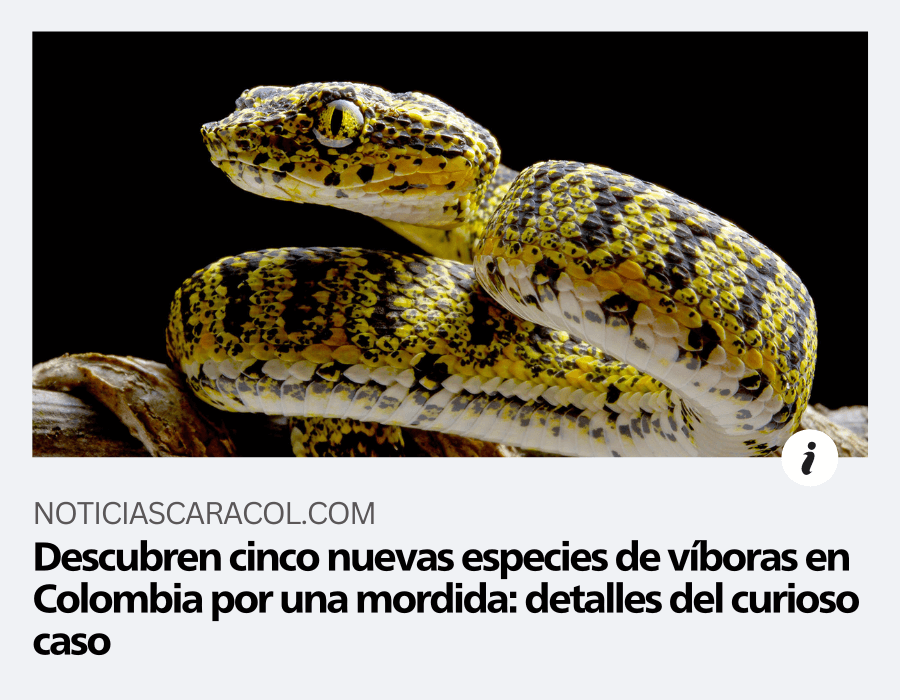 i
NOTICIASCARACOL.COM
Descubren cinco nuevas especies de víboras en
Colombia por una mordida: detalles del curioso
caso